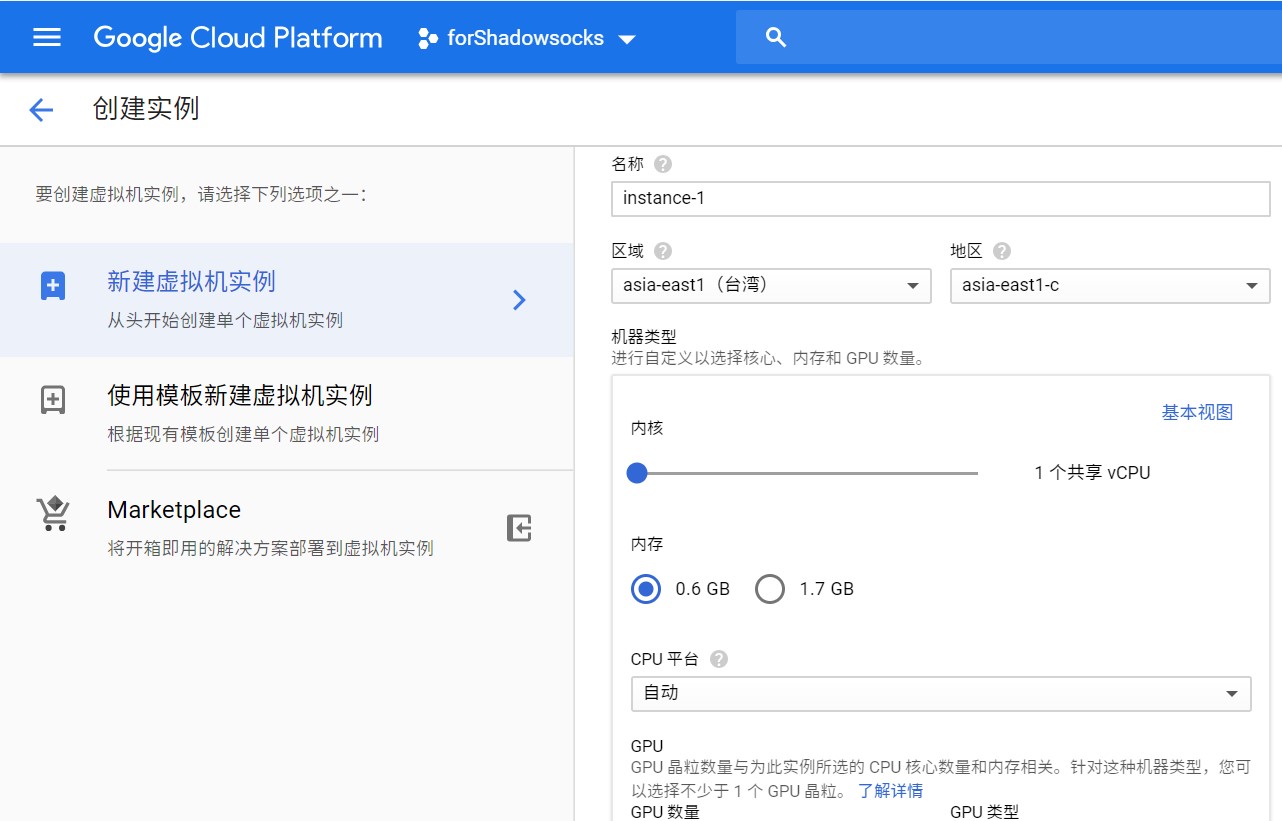 Google Cloud Platform
forShadowsocks
创建实例
要创建虚拟机实例，请选择下列选项之一：
新建虚拟机实例
从头开始创建单个虚拟机实例
使用模板新建虚拟机实例
根据现有模板创建单个虚拟机实例
Marketplace
将开箱即用的解决方案部署到虚拟机实例
名称 ?
instance-1
区域 ?
地区 ?
asia-east1（台湾）
asia-east1-c
机器类型
进行自定义以选择核心、内存和 GPU 数量。
基本视图
内核
1 个共享 vCPU
内存
0.6 GB
1.7 GB
CPU 平台 ?
自动
GPU
GPU 晶粒数量与为此实例所选的 CPU 核心数量和内存相关。针对这种机器类型，您可
以选择不少于 1 个 GPU 晶粒。 了解详情
GPU 数量
GPU 类型